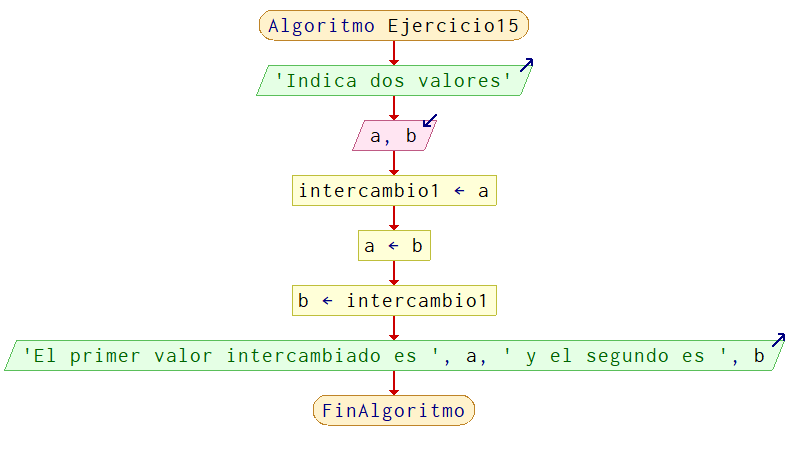 Algoritmo Ejercicio15
'Indica dos valores'
a, b
intercambio1 ← a
a ← b
b ← intercambio1
'El primer valor intercambiado es ', a, ' y el segundo es ', b
FinAlgoritmo